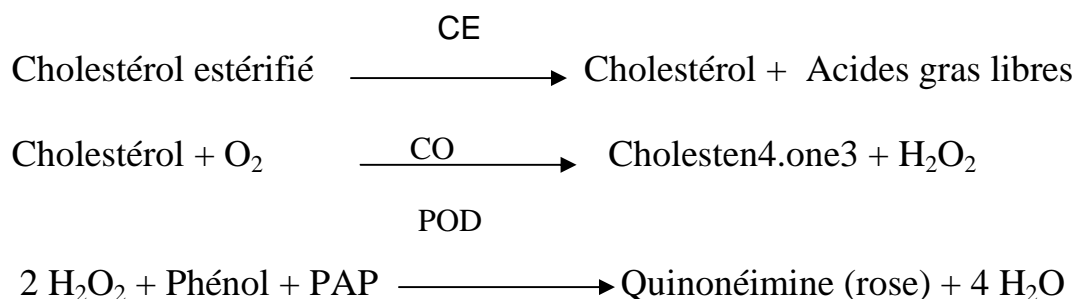 CE
Cholestérol estérifié → Cholestérol + Acides gras libres
Cholestérol + O₂ CO → Cholesten4.one3 + H₂O₂
POD
2 H₂O₂ + Phénol + PAP → Quinonéimine (rose) + 4 H₂O